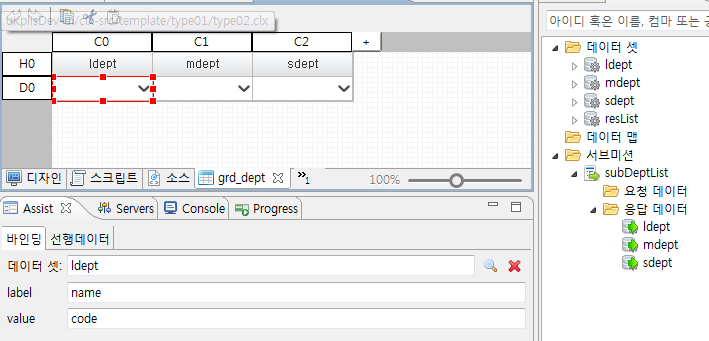 uKplisDev-ui/clx-src/template/type01/type02.clx
C0 C1 C2 +
H0 ldept mdept sdept
D0
디자인 스크립트 소스 grd_dept »1 100%
Assist Servers Console Progress
바인딩 선행데이터
데이터 셋: ldept
label name
value code
아이디 혹은 이름, 컴마 또는 공
데이터 셋
ldept
mdept
sdept
resList
데이터 맵
서브미션
subDeptList
요청 데이터
응답 데이터
ldept
mdept
sdept